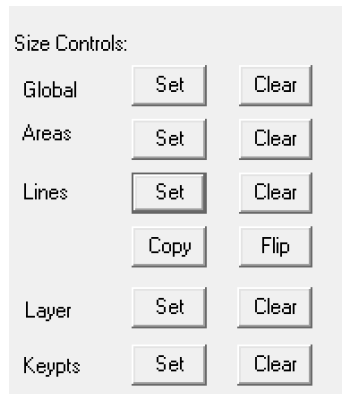 Size Controls:
Global Set Clear
Areas Set Clear
Lines Set Clear
Copy Flip
Layer Set Clear
Keypts Set Clear